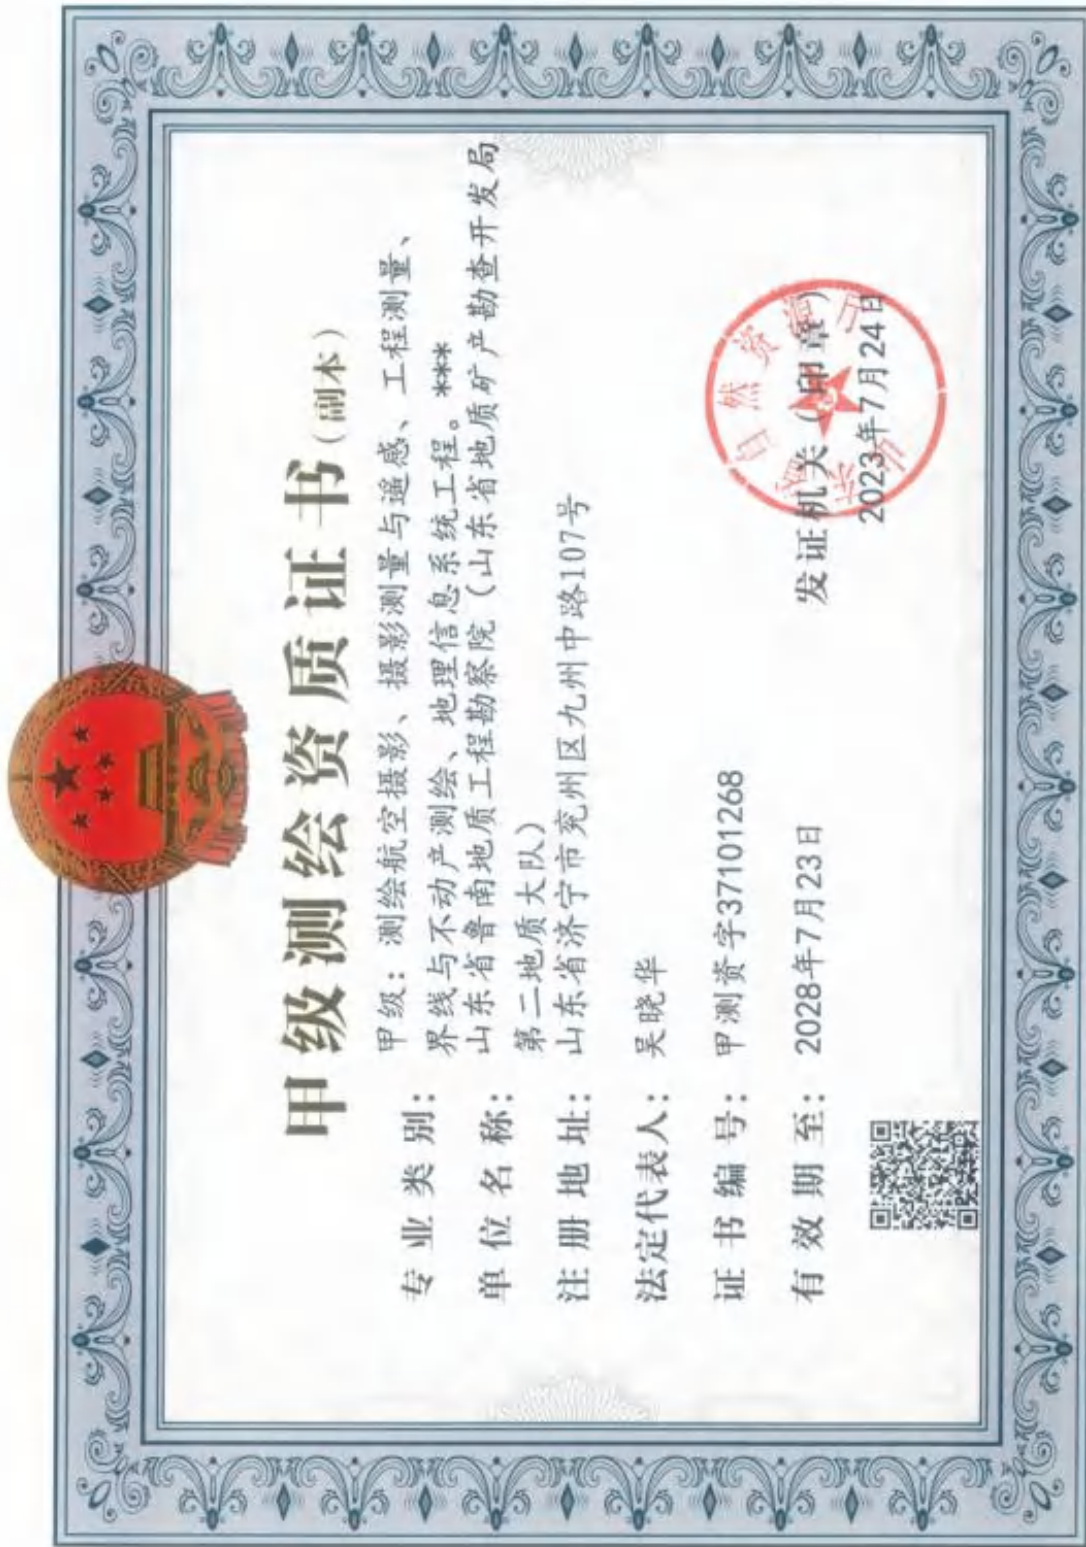 甲级测绘资质证书(副本)
专业类别：甲级：测绘航空摄影、摄影测量与遥感、工程测量、
界线与不动产测绘、地理信息系统工程。***
单位名称：山东省鲁南地质工程勘察院（山东省地质矿产勘查开发局
第二地质大队）
注册地址：山东省济宁市兖州区九州中路107号
法定代表人：吴晓华
证书编号：甲测资字37101268
有效期至：2028年7月23日
发证机关（印章）
2023年7月24日
山东省自然资源厅